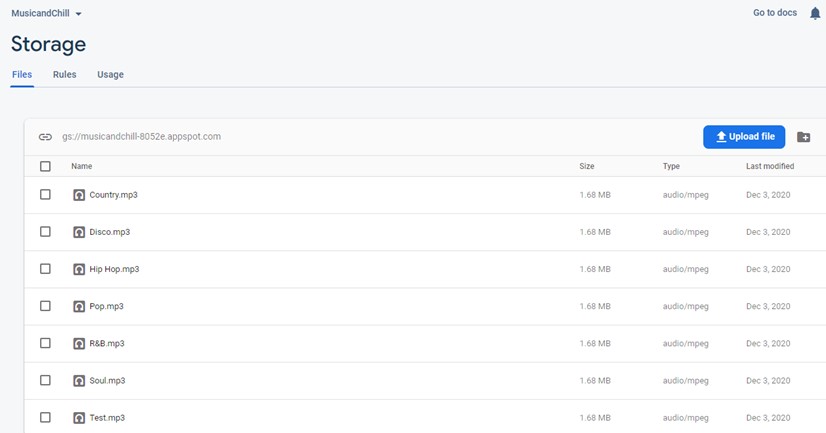 MusicandChill Go to docs
Storage
Files Rules Usage
gs://musicandchill-8052e.appspot.com Upload file
Name Size Type Last modified
Country.mp3 1.68 MB audio/mpeg Dec 3, 2020
Disco.mp3 1.68 MB audio/mpeg Dec 3, 2020
Hip Hop.mp3 1.68 MB audio/mpeg Dec 3, 2020
Pop.mp3 1.68 MB audio/mpeg Dec 3, 2020
R&B.mp3 1.68 MB audio/mpeg Dec 3, 2020
Soul.mp3 1.68 MB audio/mpeg Dec 3, 2020
Test.mp3 1.68 MB audio/mpeg Dec 3, 2020